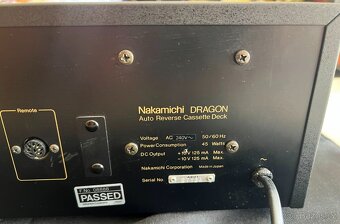 Nakamichi DRAGON
Auto Reverse Cassette Deck
Remote
Voltage AC 240V~ 50/60 Hz
Power Consumption 45 Watts
DC Output +10V 125 mA Max.
-10V 125 mA Max.
Nakamichi Corporation Made in Japan
Serial No.
PASSED